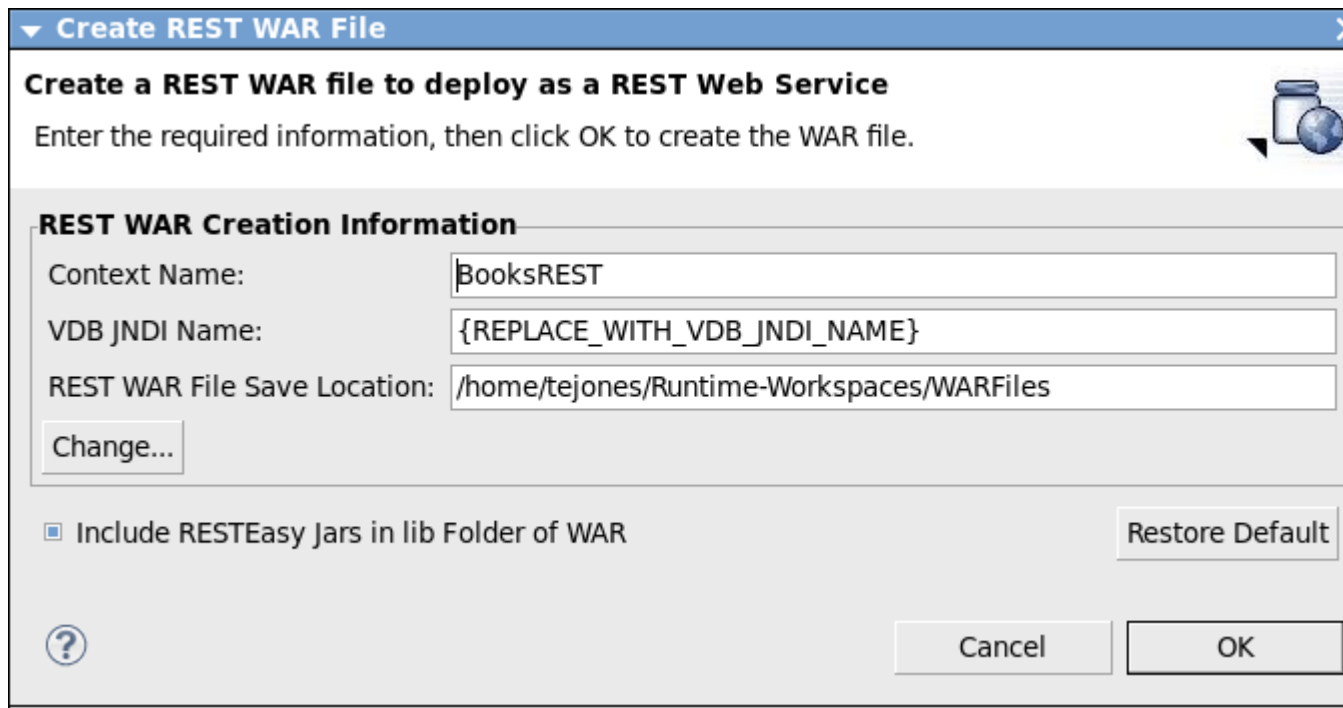 Create REST WAR File
Create a REST WAR file to deploy as a REST Web Service
Enter the required information, then click OK to create the WAR file.
REST WAR Creation Information
Context Name: BooksREST
VDB JNDI Name: {REPLACE_WITH_VDB_JNDI_NAME}
REST WAR File Save Location: /home/tejones/Runtime-Workspaces/WARFiles
Change...
Include RESTEasy Jars in lib Folder of WAR Restore Default
? Cancel OK